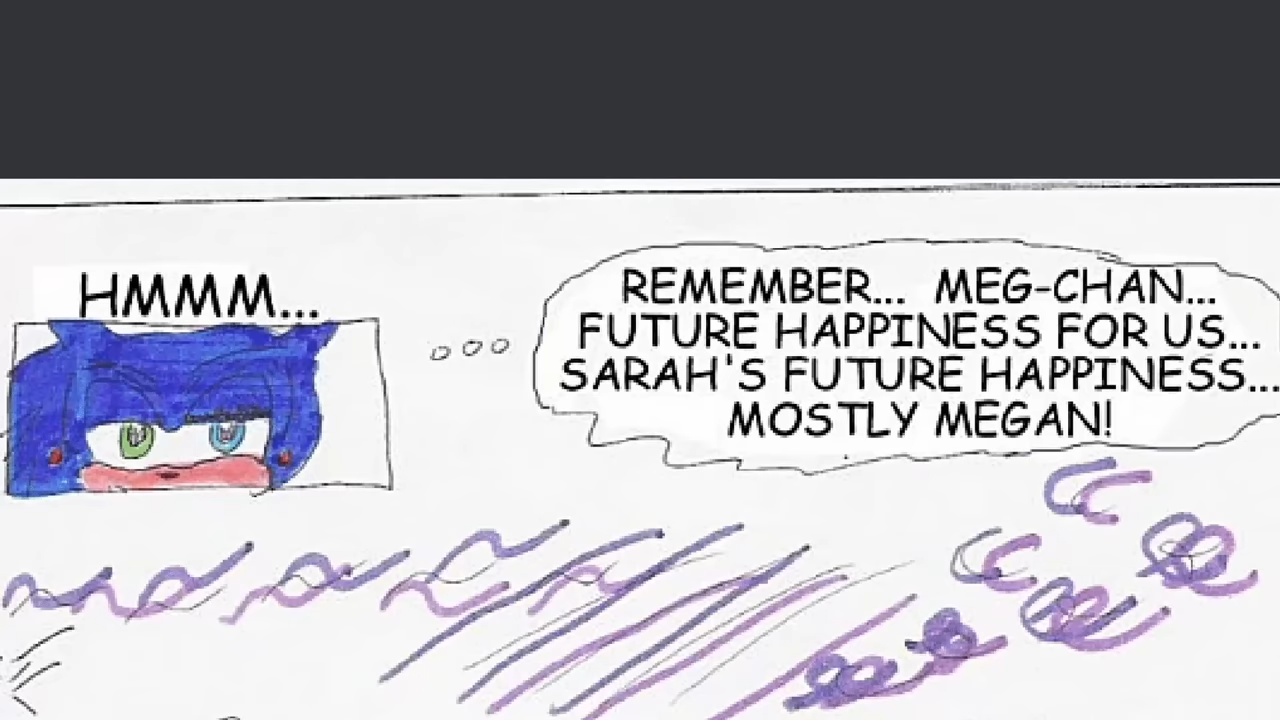 HMMM...
REMEMBER... MEG-CHAN...
FUTURE HAPPINESS FOR US...
SARAH'S FUTURE HAPPINESS...
MOSTLY MEGAN!